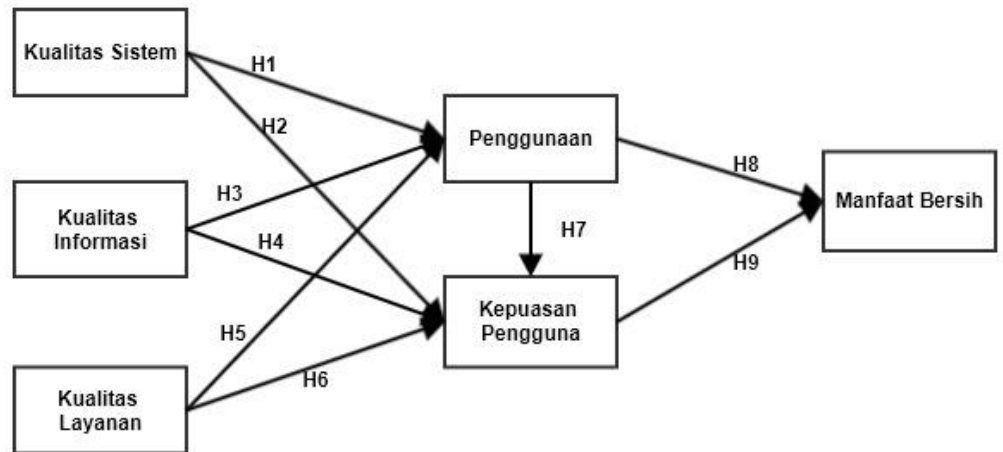 Kualitas Sistem
H1
H2
Penggunaan
H8
Manfaat Bersih
H3
Kualitas
Informasi
H4
H7
H9
Kepuasan
Pengguna
H5
H6
Kualitas
Layanan